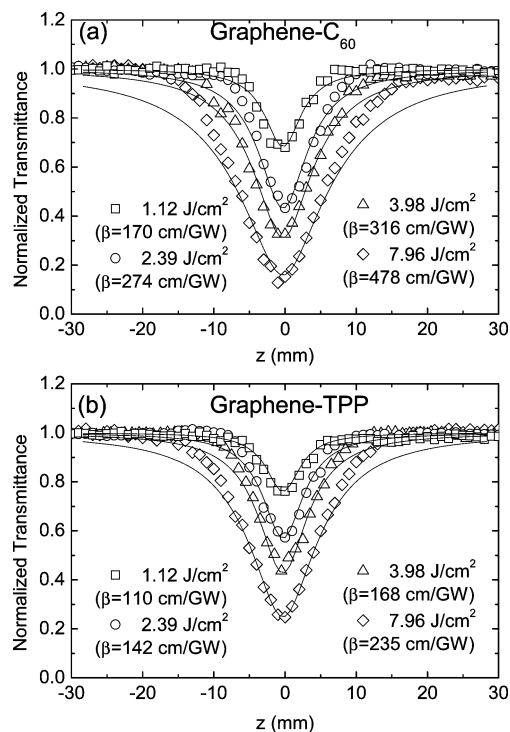 (a) Graphene-C60
Normalized Transmittance
1.2
1.0
0.8
0.6
0.4
0.2
0.0
□ 1.12 J/cm²
(β=170 cm/GW)
○ 2.39 J/cm²
(β=274 cm/GW)
△ 3.98 J/cm²
(β=316 cm/GW)
◇ 7.96 J/cm²
(β=478 cm/GW)
-30 -20 -10 0 10 20 30
z (mm)
(b) Graphene-TPP
Normalized Transmittance
1.2
1.0
0.8
0.6
0.4
0.2
0.0
□ 1.12 J/cm²
(β=110 cm/GW)
○ 2.39 J/cm²
(β=142 cm/GW)
△ 3.98 J/cm²
(β=168 cm/GW)
◇ 7.96 J/cm²
(β=235 cm/GW)
-30 -20 -10 0 10 20 30
z (mm)